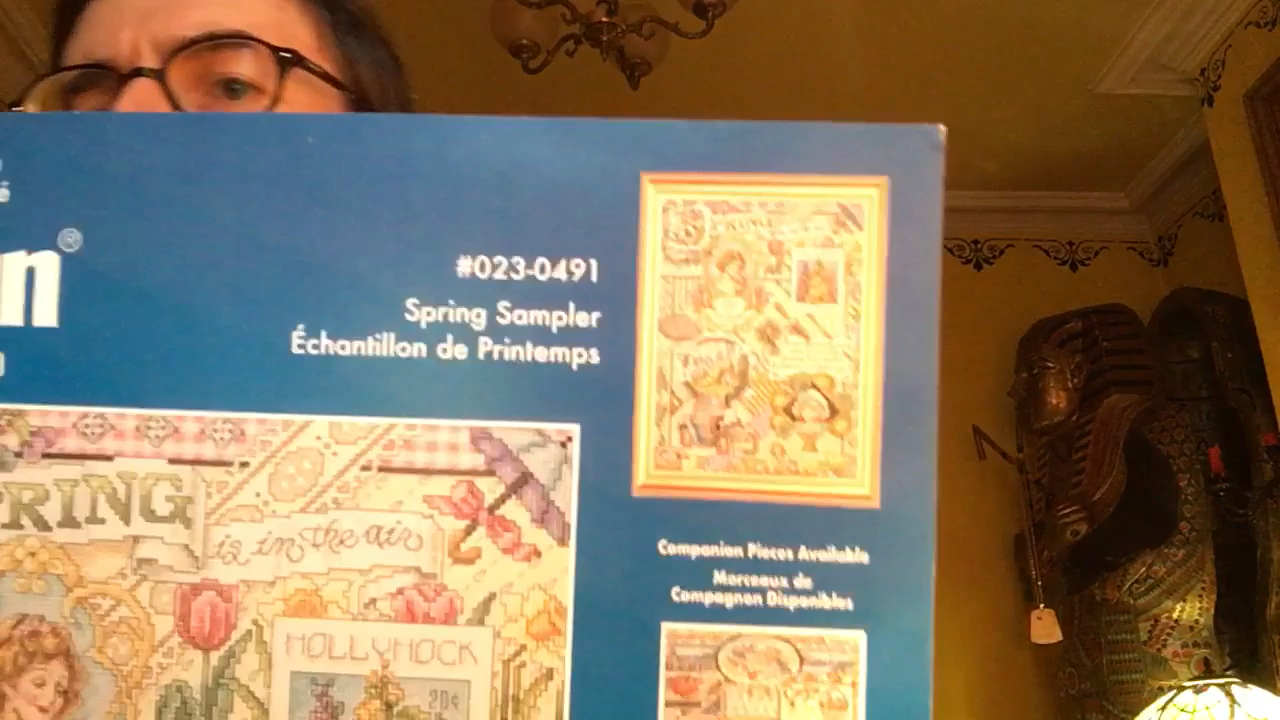 é
n®
#023-0491
Spring Sampler
Échantillon de Printemps
PRING
is in the air
HOLLYHOCK
20¢
Companion Pieces Available
Morceaux de
Compagnon Disponibles